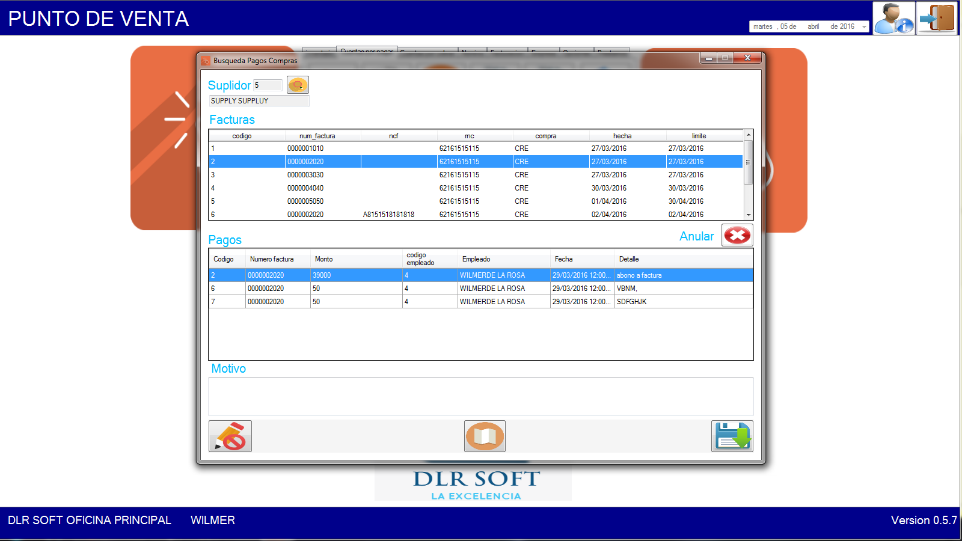 PUNTO DE VENTA
martes , 05 de abril de 2016
Busqueda Pagos Compras
Suplidor 5
SUPPLY SUPPLUY
Facturas
codigo num_factura ncf rnc compra hecha limite
1 0000001010 62161515115 CRE 27/03/2016 27/03/2016
2 0000002020 62161515115 CRE 27/03/2016 27/03/2016
3 0000003030 62161515115 CRE 27/03/2016 27/03/2016
4 0000004040 62161515115 CRE 30/03/2016 30/03/2016
5 0000005050 62161515115 CRE 01/04/2016 30/04/2016
6 0000002020 A8151518181818 62161515115 CRE 02/04/2016 02/04/2016
Anular
Pagos
Codigo Numero factura Monto codigo empleado Empleado Fecha Detalle
2 0000002020 39000 4 WILMERDE LA ROSA 29/03/2016 12:00... abono a factura
6 0000002020 50 4 WILMERDE LA ROSA 29/03/2016 12:00... VBNM,
7 0000002020 50 4 WILMERDE LA ROSA 29/03/2016 12:00... SDFGHJK
Motivo
DLR SOFT
LA EXCELENCIA
DLR SOFT OFICINA PRINCIPAL WILMER Version 0.5.7